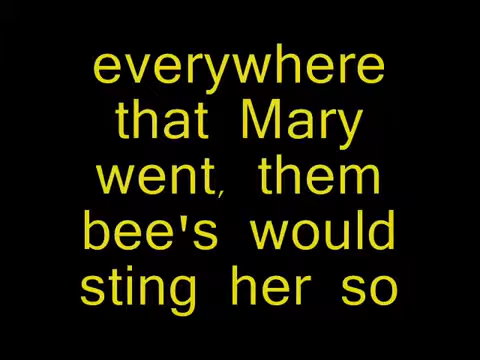 everywhere
that Mary
went, them
bee's would
sting her so